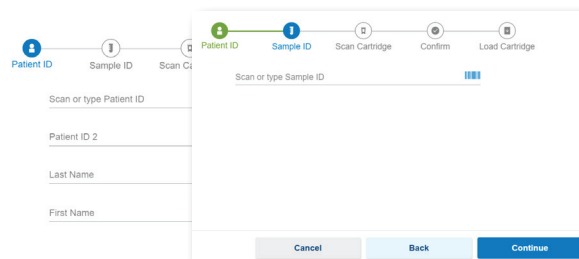 Patient ID
Sample ID
Scan Ca
Scan or type Patient ID
Patient ID 2
Last Name
First Name
Patient ID
Sample ID
Scan Cartridge
Confirm
Load Cartridge
Scan or type Sample ID
Cancel
Back
Continue